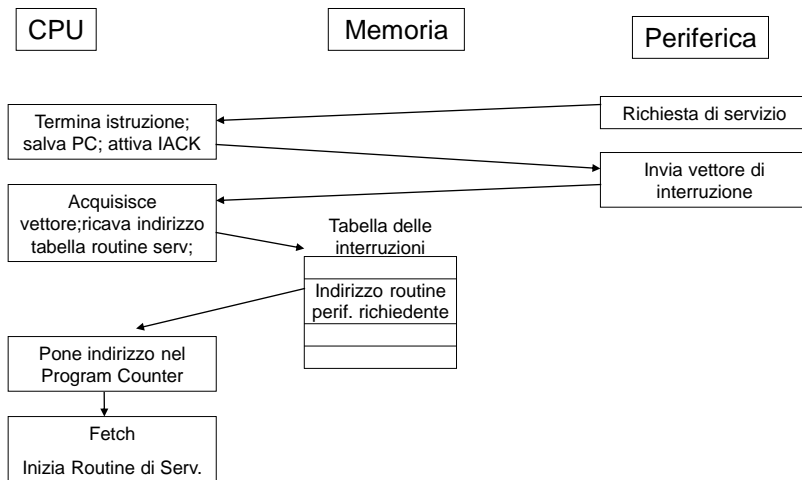 CPU
Memoria
Periferica
Richiesta di servizio
Termina istruzione;
salva PC; attiva IACK
Invia vettore di
interruzione
Acquisisce
vettore;ricava indirizzo
tabella routine serv;
Tabella delle
interruzioni
Indirizzo routine
perif. richiedente
Pone indirizzo nel
Program Counter
Fetch
Inizia Routine di Serv.